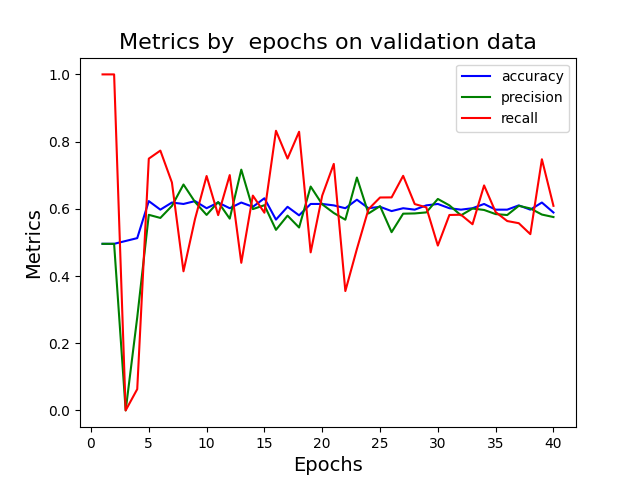 Metrics by  epochs on validation data
accuracy
precision
recall
Metrics
1.0
0.8
0.6
0.4
0.2
0.0
0 5 10 15 20 25 30 35 40
Epochs